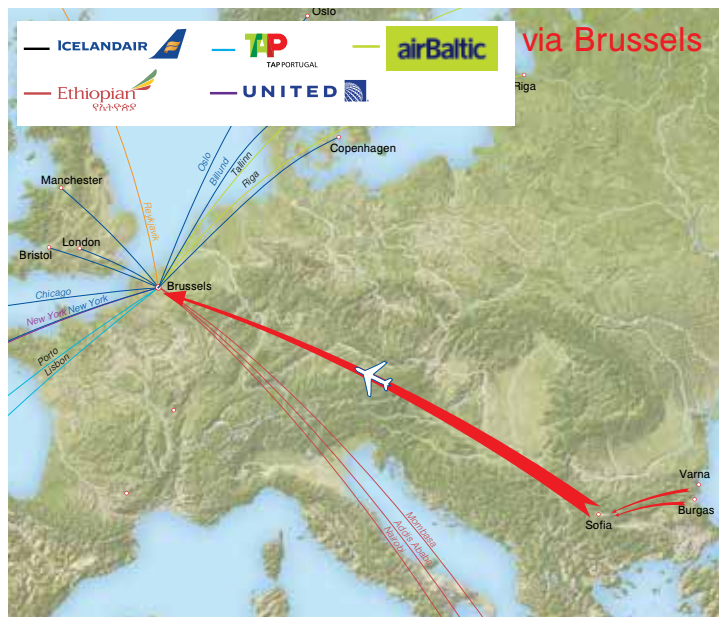 Oslo
ICELANDAIR
TAP
TAP PORTUGAL
airBaltic
via Brussels
Ethiopian
የኢትዮጵያ
UNITED
Riga
Copenhagen
Oslo
Billund
Tallinn
Riga
Manchester
Reykjavik
London
Bristol
Brussels
Chicago
New York
New York
Porto
Lisbon
Varna
Burgas
Sofia
Mombasa
Addis Ababa
Nairobi